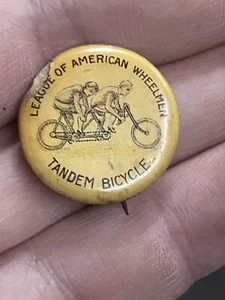 LEAGUE OF AMERICAN WHEELMEN
TANDEM BICYCLE